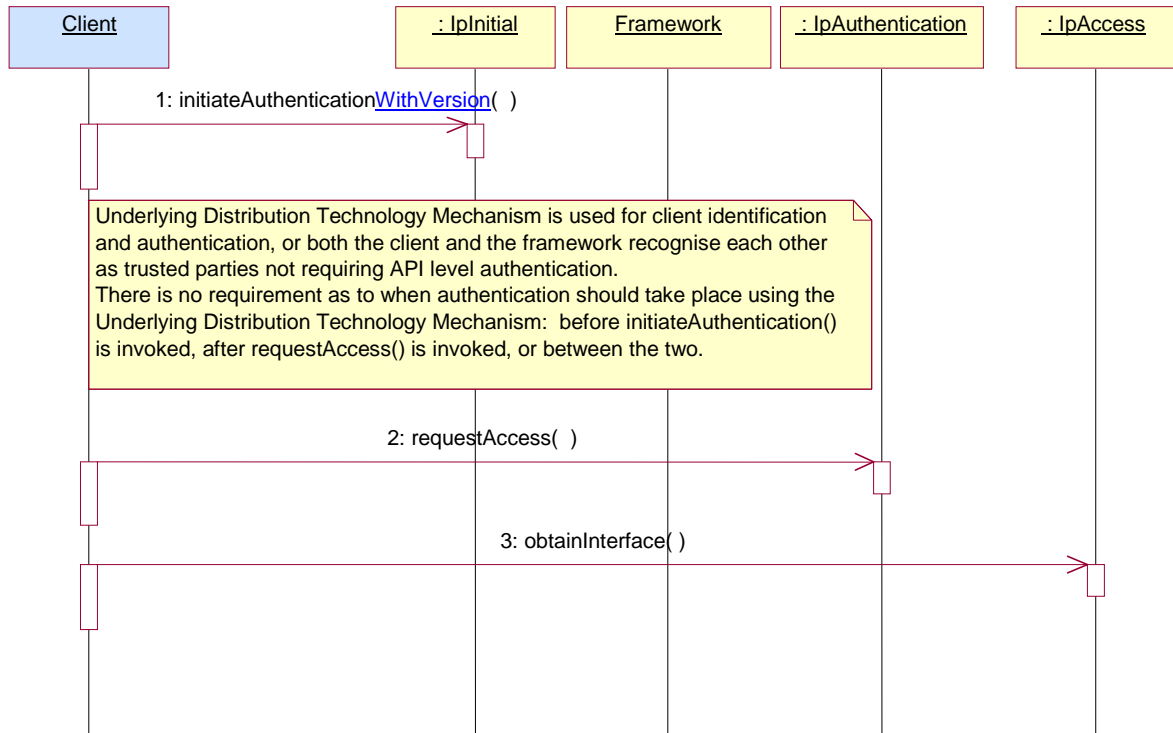 Client
: IpInitial
Framework
: IpAuthentication
: IpAccess
1: initiateAuthenticationWithVersion(  )
Underlying Distribution Technology Mechanism is used for client identification
and authentication, or both the client and the framework recognise each other
as trusted parties not requiring API level authentication.
There is no requirement as to when authentication should take place using the
Underlying Distribution Technology Mechanism:  before initiateAuthentication()
is invoked, after requestAccess() is invoked, or between the two.
2: requestAccess(  )
3: obtainInterface( )